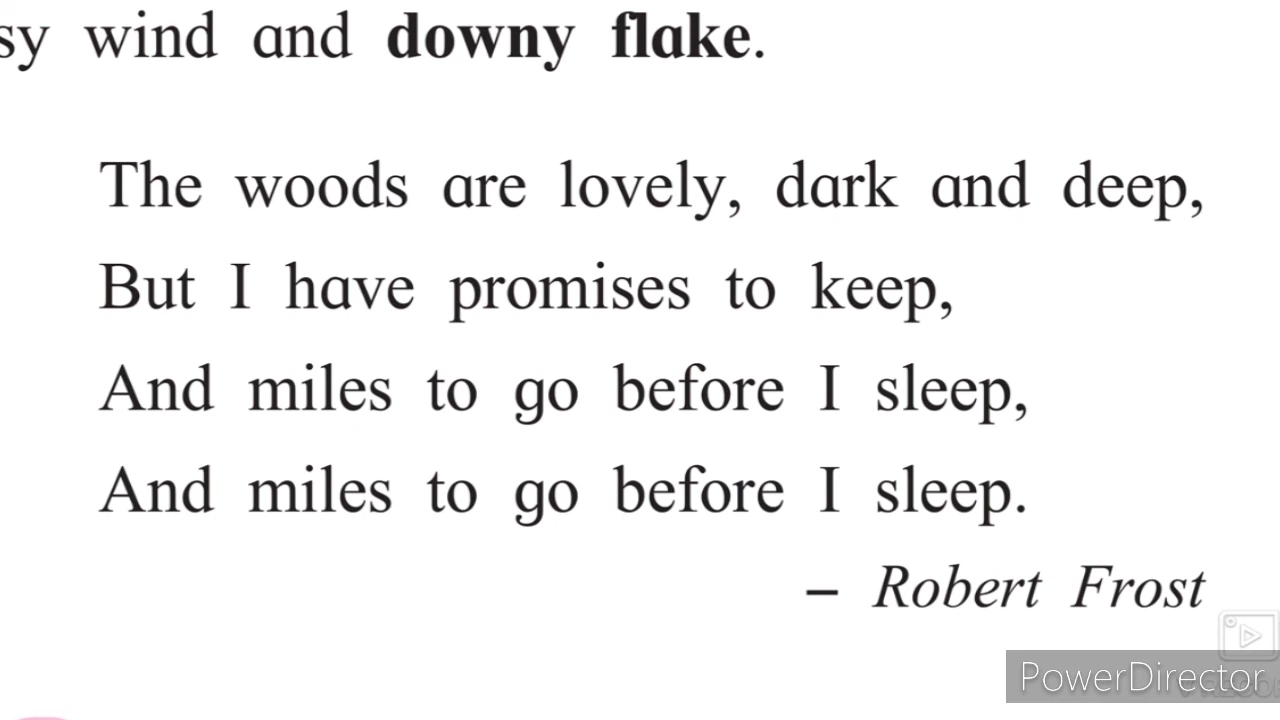 wind and downy flake.
The woods are lovely, dark and deep,
But I have promises to keep,
And miles to go before I sleep,
And miles to go before I sleep.
– Robert Frost
PowerDirector